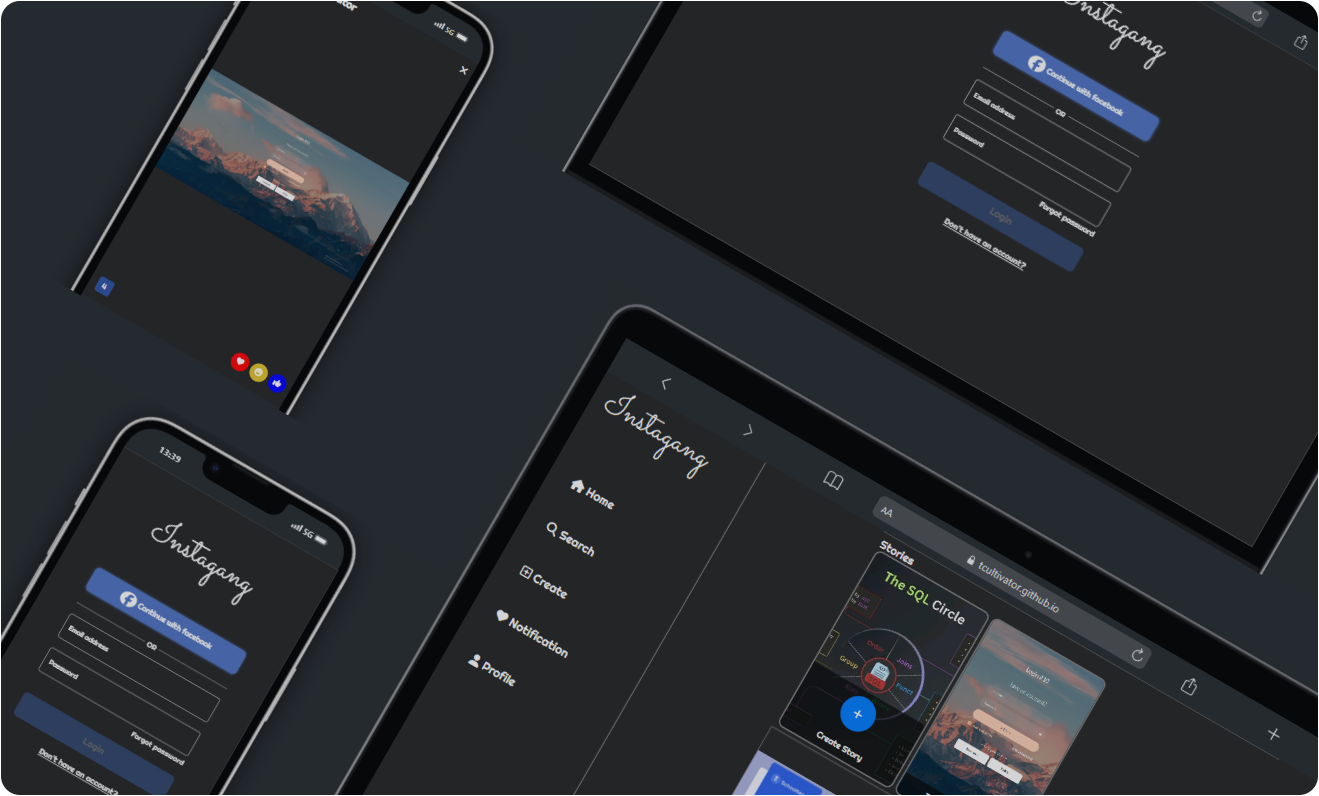 5G
Instagang
Continue with facebook
OR
Email address
Password
Forgot password
Login
Don't have an account?
13:39
5G
Instagang
Continue with facebook
OR
Email address
Password
Forgot password
Login
Don't have an account?
Instagang
Home
Search
Create
Notification
Profile
AA
tcultivator.github.io
Stories
The SQL Circle
Order
Joins
Group
Funct
SQL
Create Story